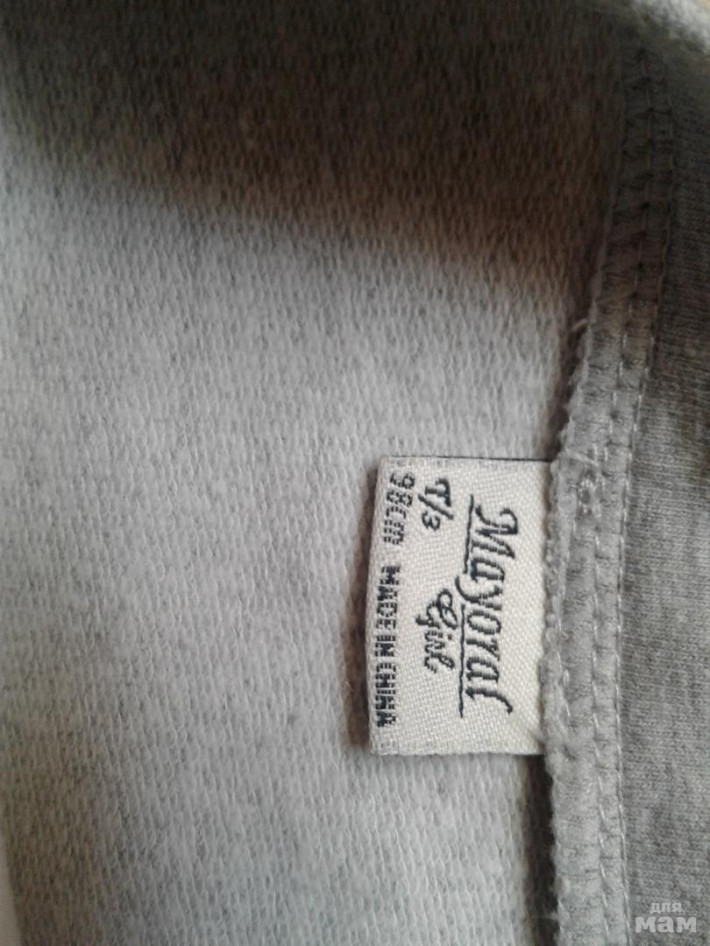 Mayoral
Girl
T/3
98cm MADE IN CHINA
для
мам